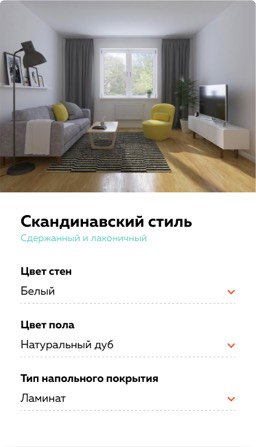 Скандинавский стиль
Сдержанный и лаконичный
Цвет стен
Белый
Цвет пола
Натуральный дуб
Тип напольного покрытия
Ламинат